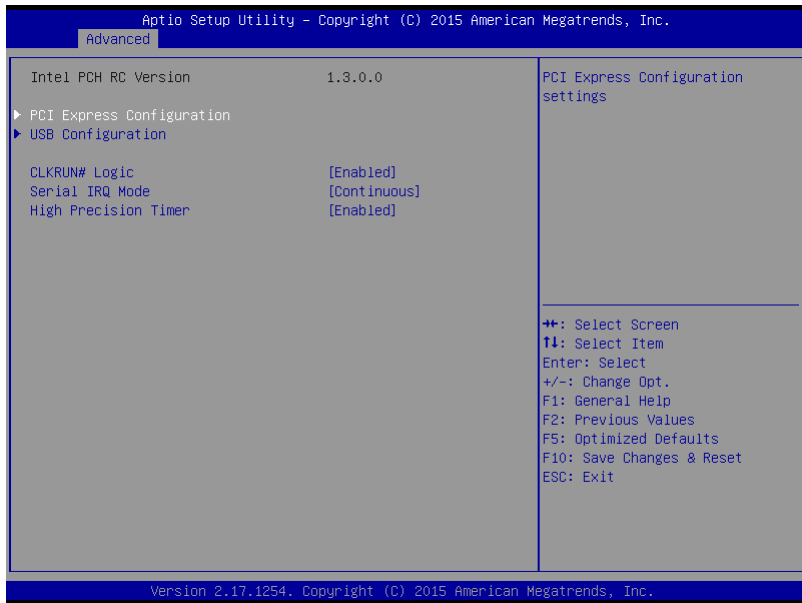 Aptio Setup Utility – Copyright (C) 2015 American Megatrends, Inc.
Advanced
Intel PCH RC Version 1.3.0.0
PCI Express Configuration
USB Configuration
CLKRUN# Logic [Enabled]
Serial IRQ Mode [Continuous]
High Precision Timer [Enabled]
PCI Express Configuration
settings
→←: Select Screen
↑↓: Select Item
Enter: Select
+/-: Change Opt.
F1: General Help
F2: Previous Values
F5: Optimized Defaults
F10: Save Changes & Reset
ESC: Exit
Version 2.17.1254. Copyright (C) 2015 American Megatrends, Inc.